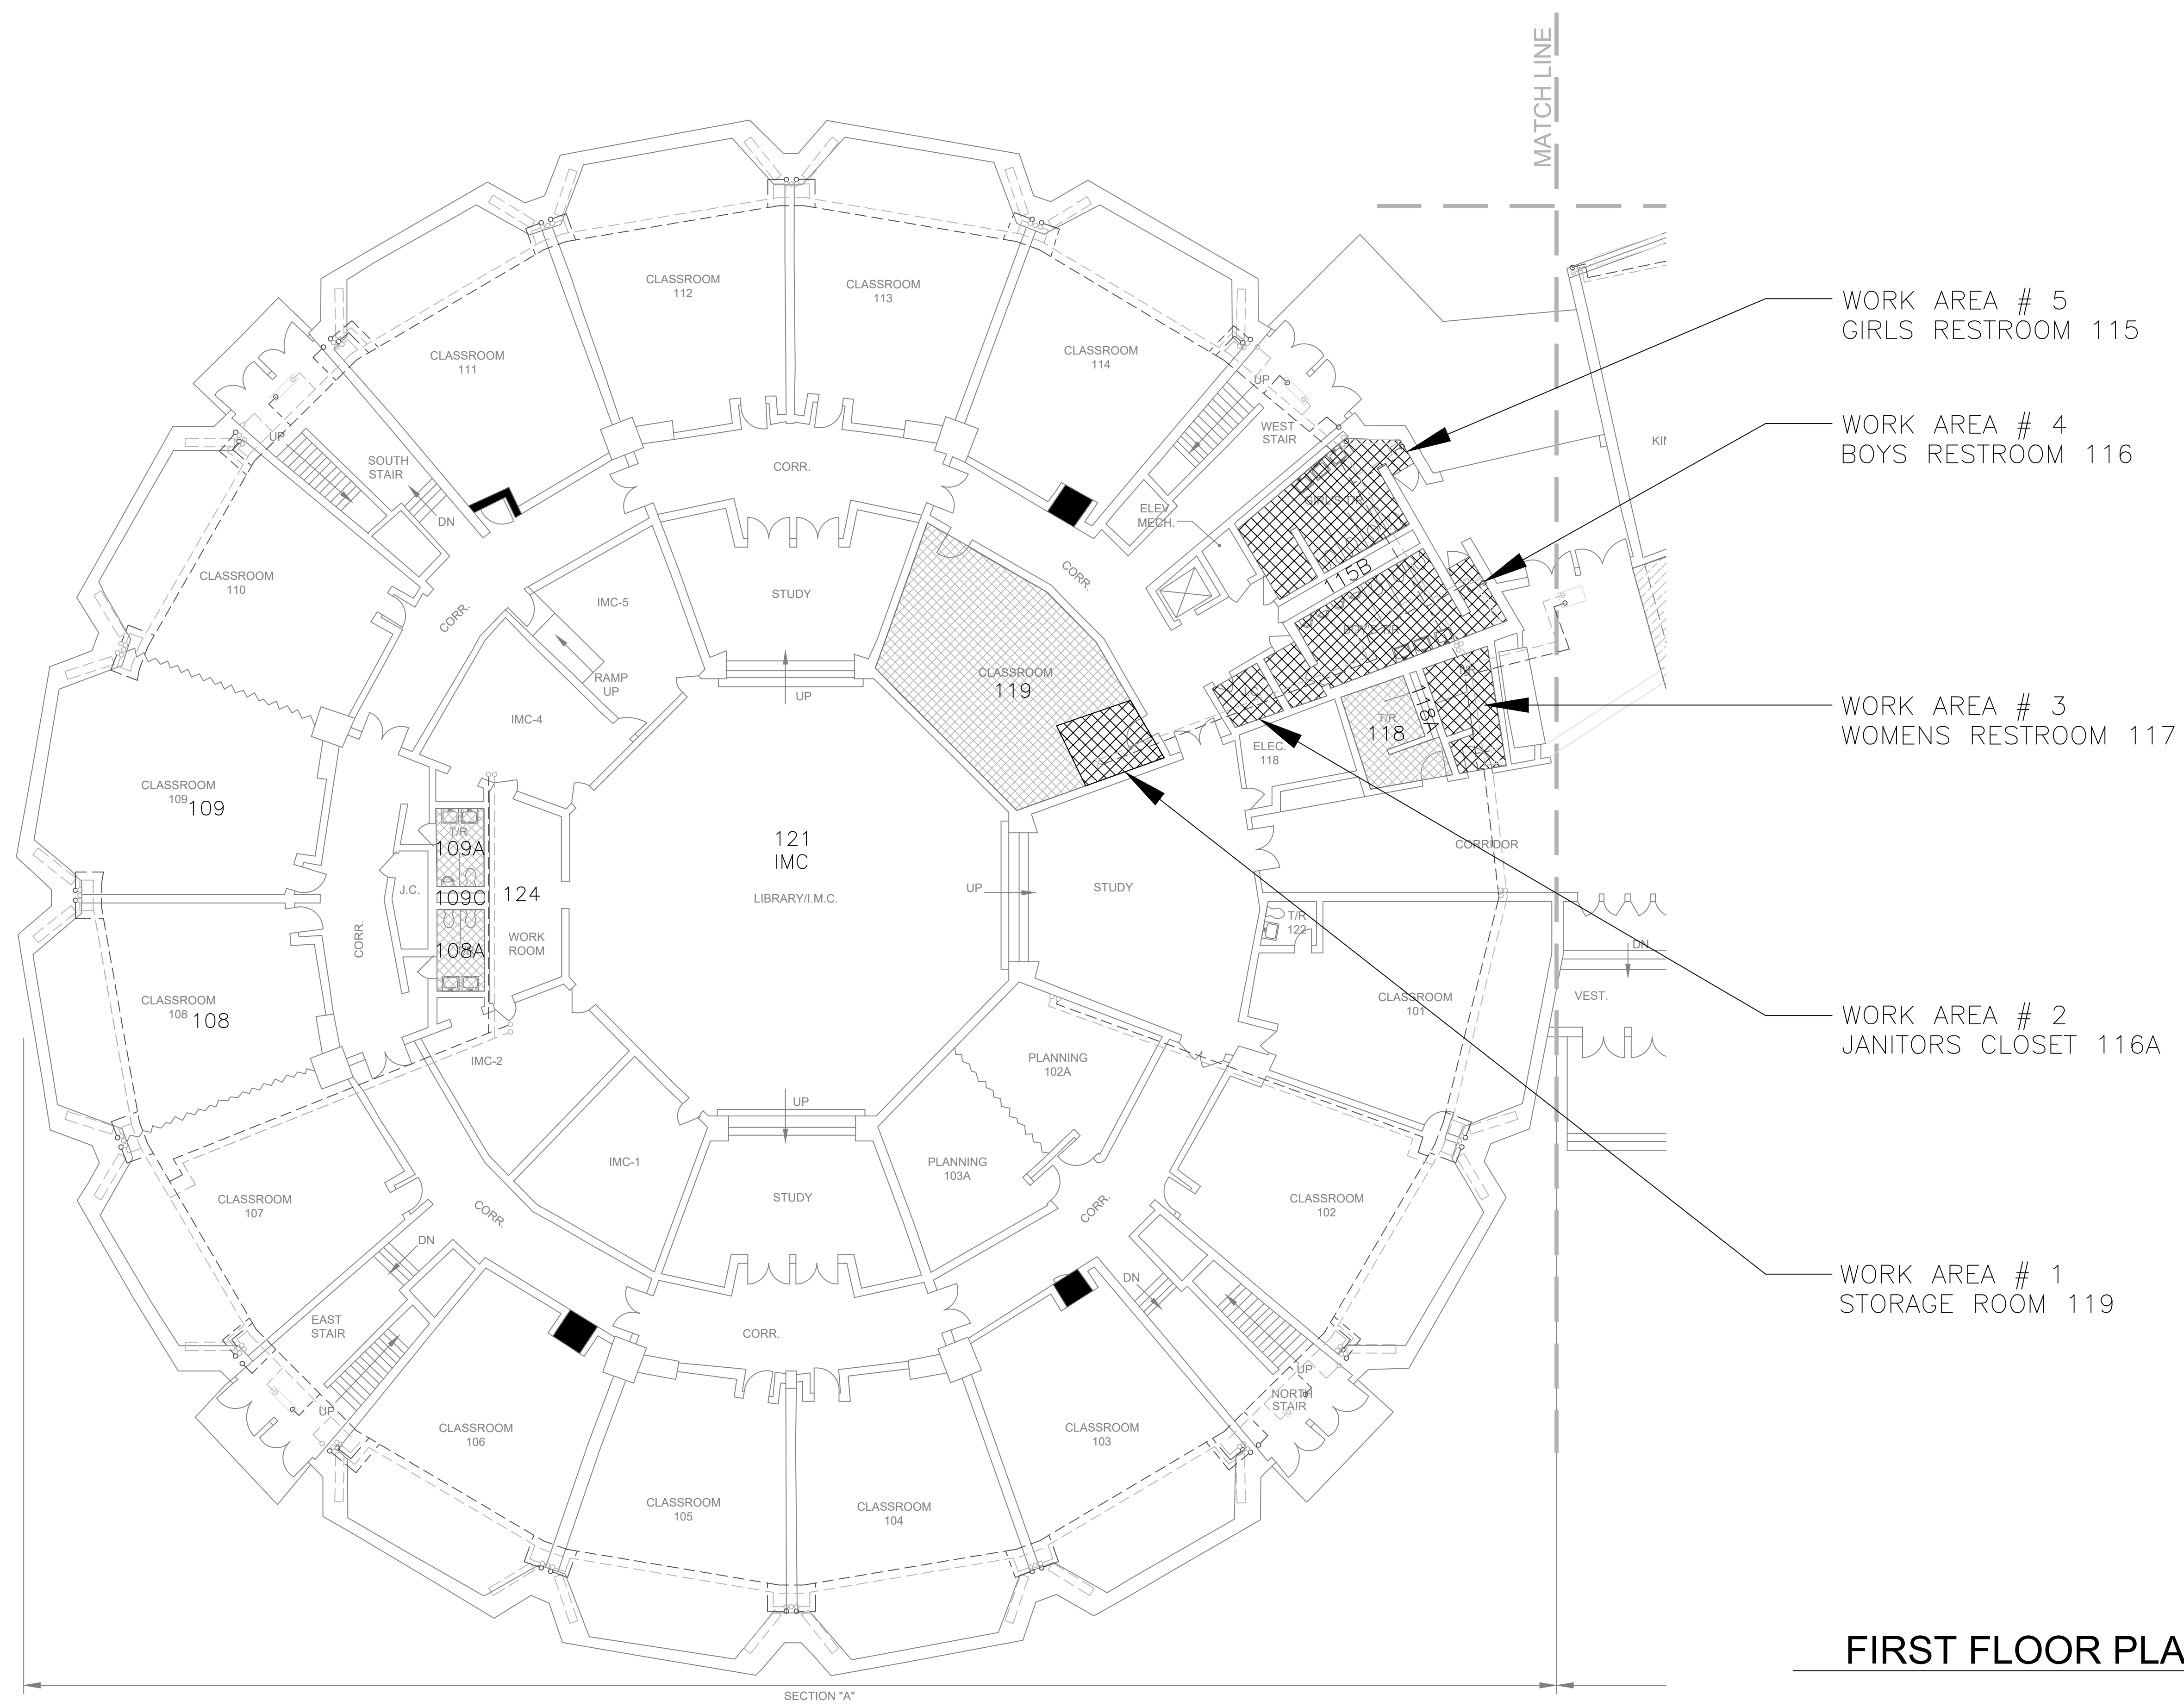 MATCH LINE
WORK AREA # 5
GIRLS RESTROOM 115
WORK AREA # 4
BOYS RESTROOM 116
WORK AREA # 3
WOMENS RESTROOM 117
WORK AREA # 2
JANITORS CLOSET 116A
WORK AREA # 1
STORAGE ROOM 119
CLASSROOM
112
CLASSROOM
113
CLASSROOM
111
CLASSROOM
114
UP
WEST
STAIR
UP
SOUTH
STAIR
DN
CORR.
ELEV
MECH.
GIRL'S T/R
KIN
CLASSROOM
110
CORR.
IMC-5
STUDY
CORR.
115B
BOY'S T/R
RAMP
UP
UP
IMC-4
CLASSROOM
119
T/R
118
118A
ELEC.
118
CLASSROOM
109
109
T/R
109A
J.C.
109C
124
121
IMC
LIBRARY/I.M.C.
UP
STUDY
CORRIDOR
T/R
122
CORR.
108A
WORK
ROOM
CLASSROOM
108
108
CLASSROOM
101
DN
VEST.
IMC-2
PLANNING
102A
UP
IMC-1
PLANNING
103A
STUDY
CLASSROOM
107
CORR.
CORR.
CLASSROOM
102
DN
DN
EAST
STAIR
CORR.
UP
UP
NORTH
STAIR
CLASSROOM
106
CLASSROOM
103
CLASSROOM
105
CLASSROOM
104
SECTION "A"
FIRST FLOOR PLA